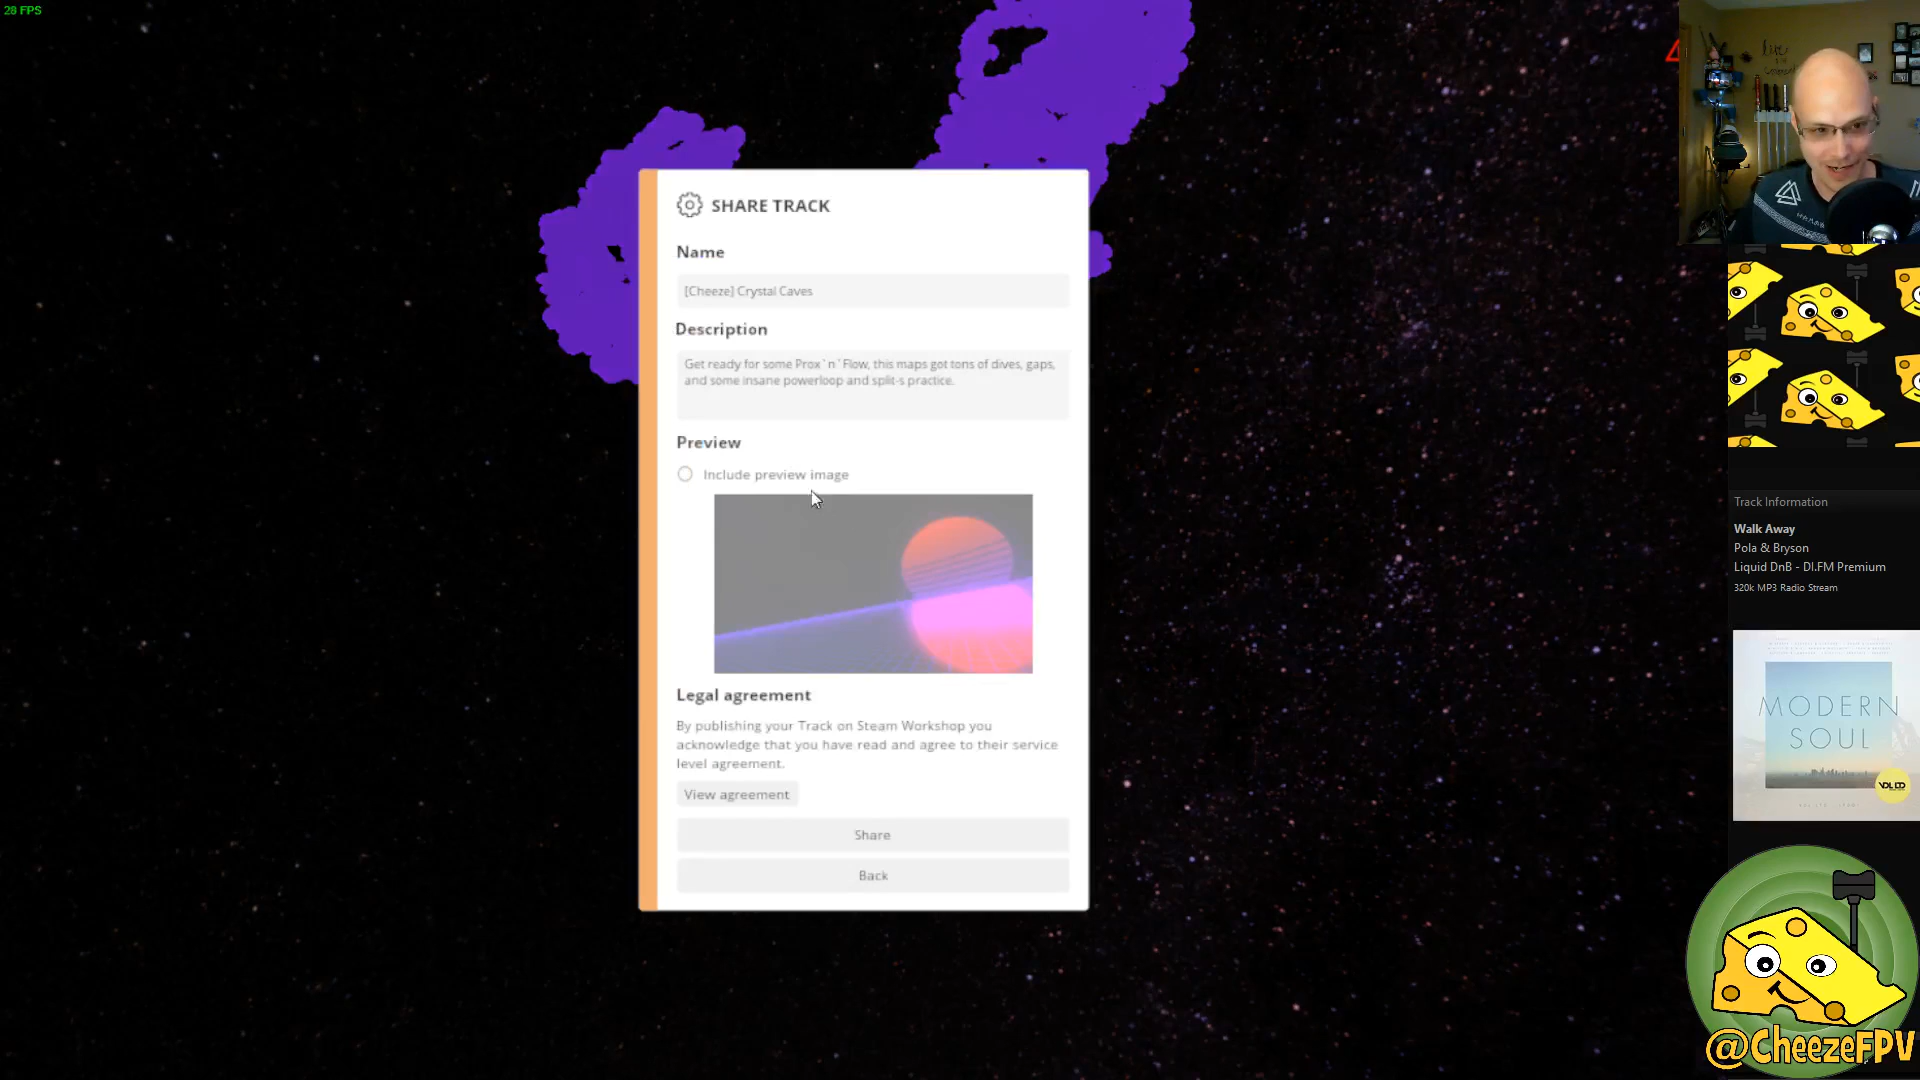 28 FPS
SHARE TRACK
Name
[Cheeze] Crystal Caves
Description
Get ready for some Prox`n`Flow, this maps got tons of dives, gaps,
and some insane powerloop and split-s practice.
Preview
Include preview image
Legal agreement
By publishing your Track on Steam Workshop you
acknowledge that you have read and agree to their service
level agreement.
View agreement
Share
Back
Track Information
Walk Away
Pola & Bryson
Liquid DnB - DI.FM Premium
320k MP3 Radio Stream
MODERN
SOUL
@CheezeFPV